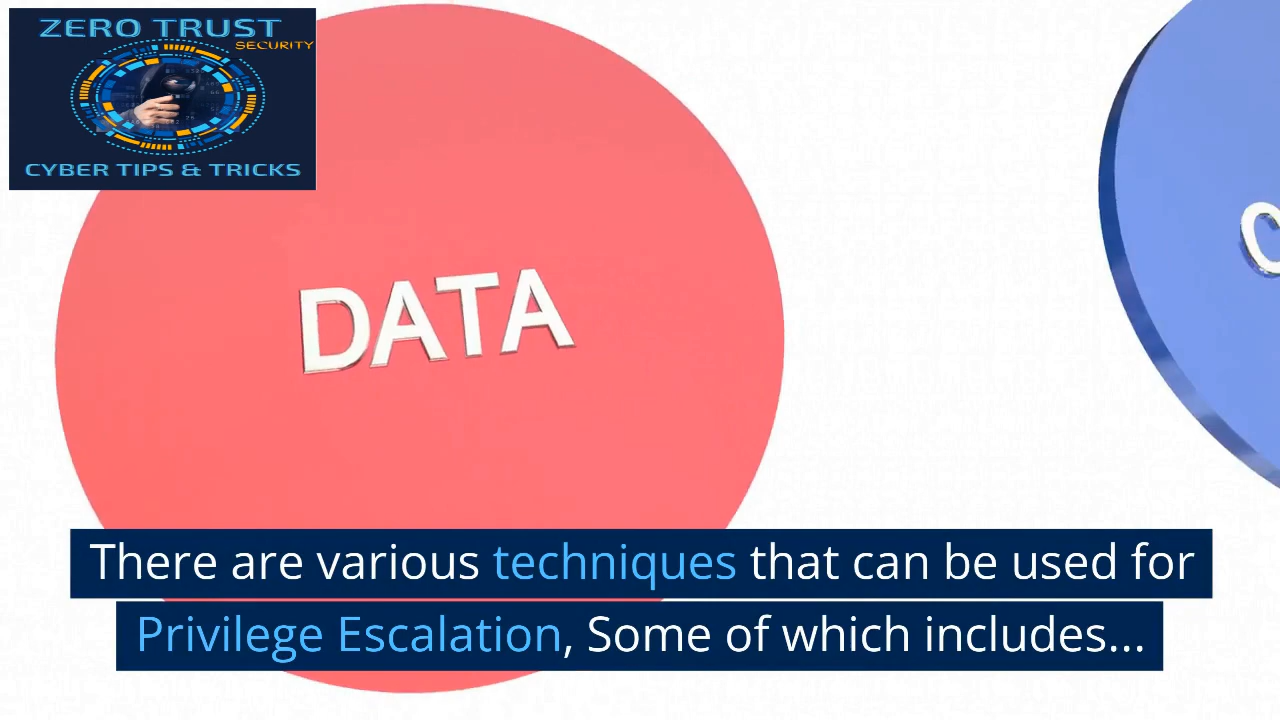 ZERO TRUST
SECURITY
CYBER TIPS & TRICKS
DATA
There are various techniques that can be used for
Privilege Escalation, Some of which includes...